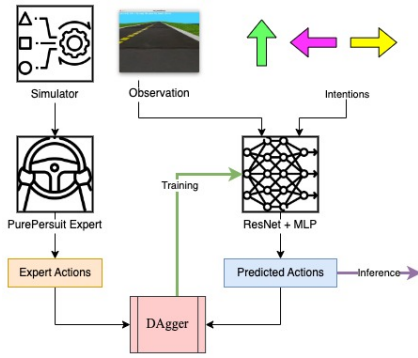 Simulator
Observation
Intentions
Training
PurePersuit Expert
ResNet + MLP
Expert Actions
Predicted Actions
Inference
DAgger